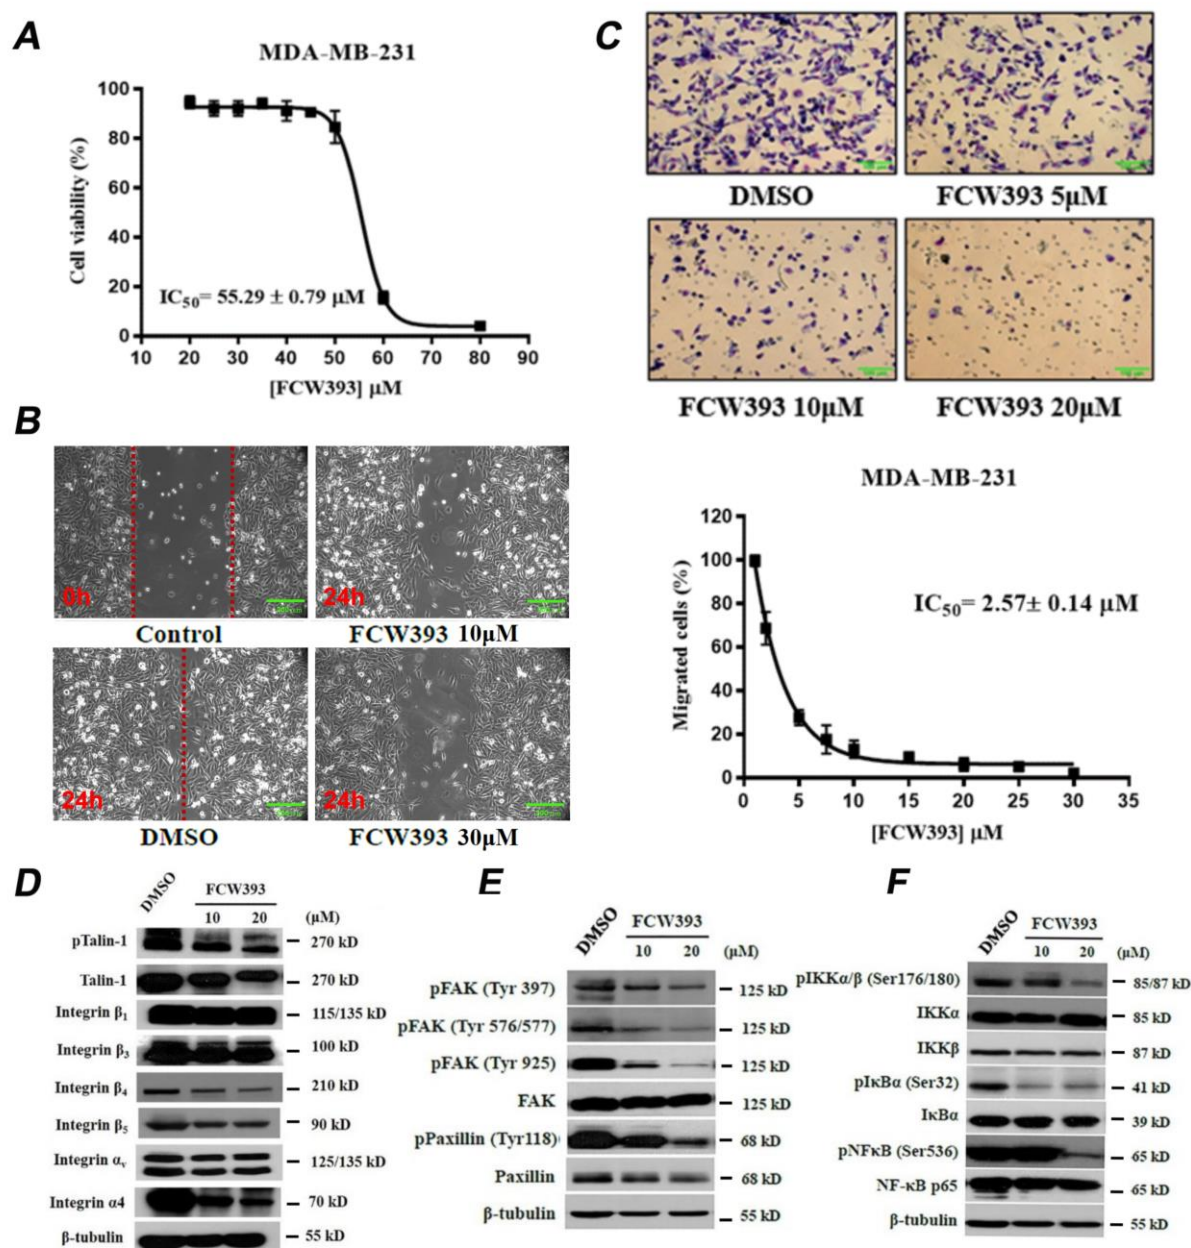 A
MDA-MB-231
Cell viability (%)
100
80
60
40
20
0
IC50= 55.29 ± 0.79 μM
10 20 30 40 50 60 70 80 90
[FCW393] μM
B
0h
Control
24h
FCW393 10μM
24h
DMSO
24h
FCW393 30μM
C
DMSO
FCW393 5μM
FCW393 10μM
FCW393 20μM
MDA-MB-231
Migrated cells (%)
120
100
80
60
40
20
0
IC50= 2.57± 0.14 μM
0 5 10 15 20 25 30 35
[FCW393] μM
D
DMSO FCW393
10 20 (μM)
pTalin-1 270 kD
Talin-1 270 kD
Integrin β1 115/135 kD
Integrin β3 100 kD
Integrin β4 210 kD
Integrin β5 90 kD
Integrin αv 125/135 kD
Integrin α4 70 kD
β-tubulin 55 kD
E
DMSO FCW393
10 20 (μM)
pFAK (Tyr 397) 125 kD
pFAK (Tyr 576/577) 125 kD
pFAK (Tyr 925) 125 kD
FAK 125 kD
pPaxillin (Tyr118) 68 kD
Paxillin 68 kD
β-tubulin 55 kD
F
DMSO FCW393
10 20 (μM)
pIKKα/β (Ser176/180) 85/87 kD
IKKα 85 kD
IKKβ 87 kD
pIκBα (Ser32) 41 kD
IκBα 39 kD
pNFκB (Ser536) 65 kD
NF-κB p65 65 kD
β-tubulin 55 kD